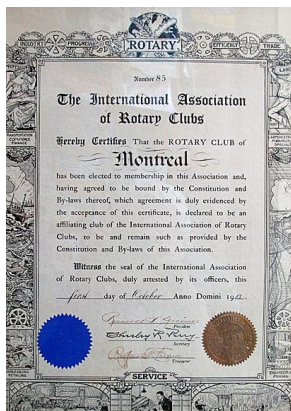 ROTARY
INDUSTRY PROGRESS EFFICIENCY TRADE
Number 85
The International Association
of Rotary Clubs
Hereby Certifies That the ROTARY CLUB of
Montreal
has been elected to membership in this Association and,
having agreed to be bound by the Constitution and
By-laws thereof, which agreement is duly evidenced by
the acceptance of this certificate, is declared to be an
affiliating club of the International Association of Rotary
Clubs, to be and remain such as provided by the
Constitution and By-laws of this Association.
Witness the seal of the International Association
of Rotary Clubs, duly attested by its officers, this
first day of October Anno Domini 1913.
President
Secretary
Treasurer
SERVICE